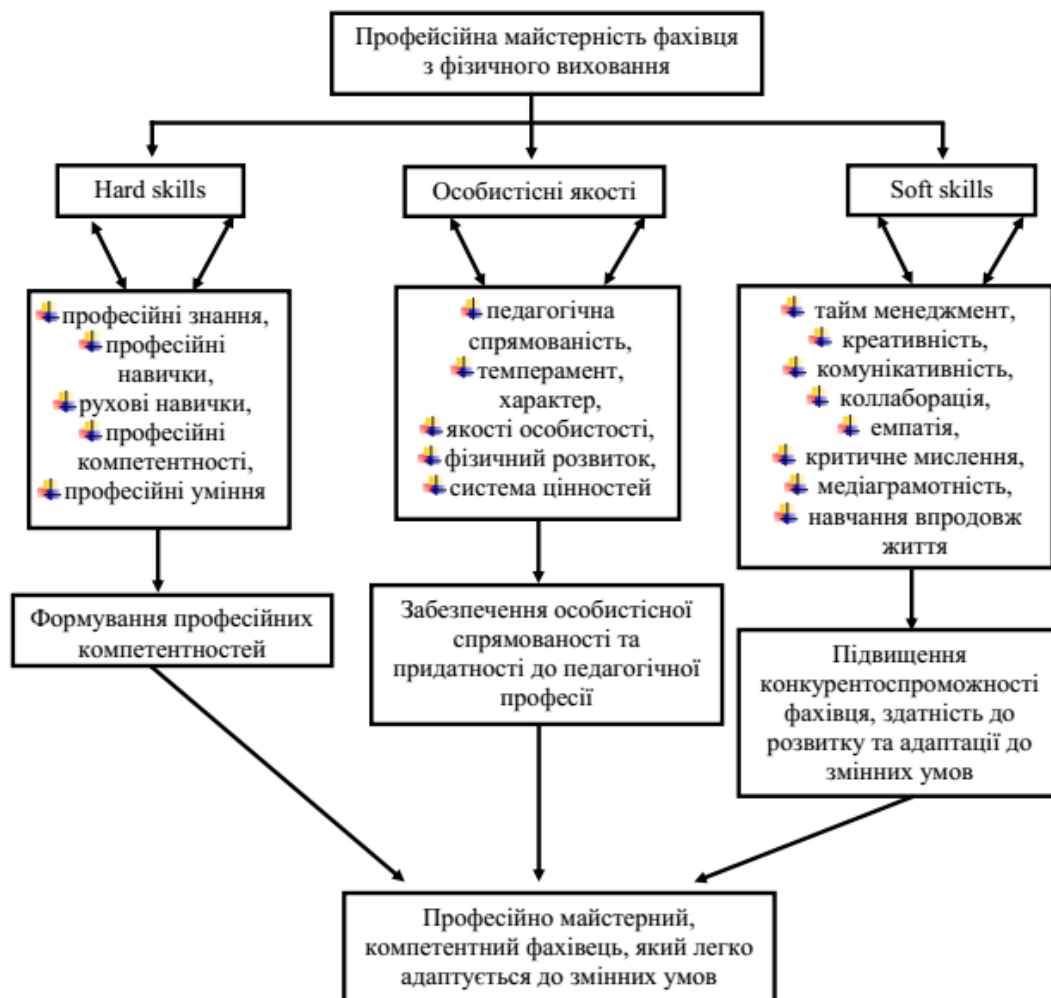 Профейсійна майстерність фахівця
з фізичного виховання
Hard skills
Особистісні якості
Soft skills
професійні знання,
професійні
навички,
рухові навички,
професійні
компетентності,
професійні уміння
педагогічна
спрямованість,
темперамент,
характер,
якості особистості,
фізичний розвиток,
система цінностей
тайм менеджмент,
креативність,
комунікативність,
коллаборація,
емпатія,
критичне мислення,
медіаграмотність,
навчання впродовж
життя
Формування професійних
компетентностей
Забезпечення особистісної
спрямованості та
придатності до педагогічної
професії
Підвищення
конкурентоспроможності
фахівця, здатність до
розвитку та адаптації до
змінних умов
Професійно майстерний,
компетентний фахівець, який легко
адаптується до змінних умов